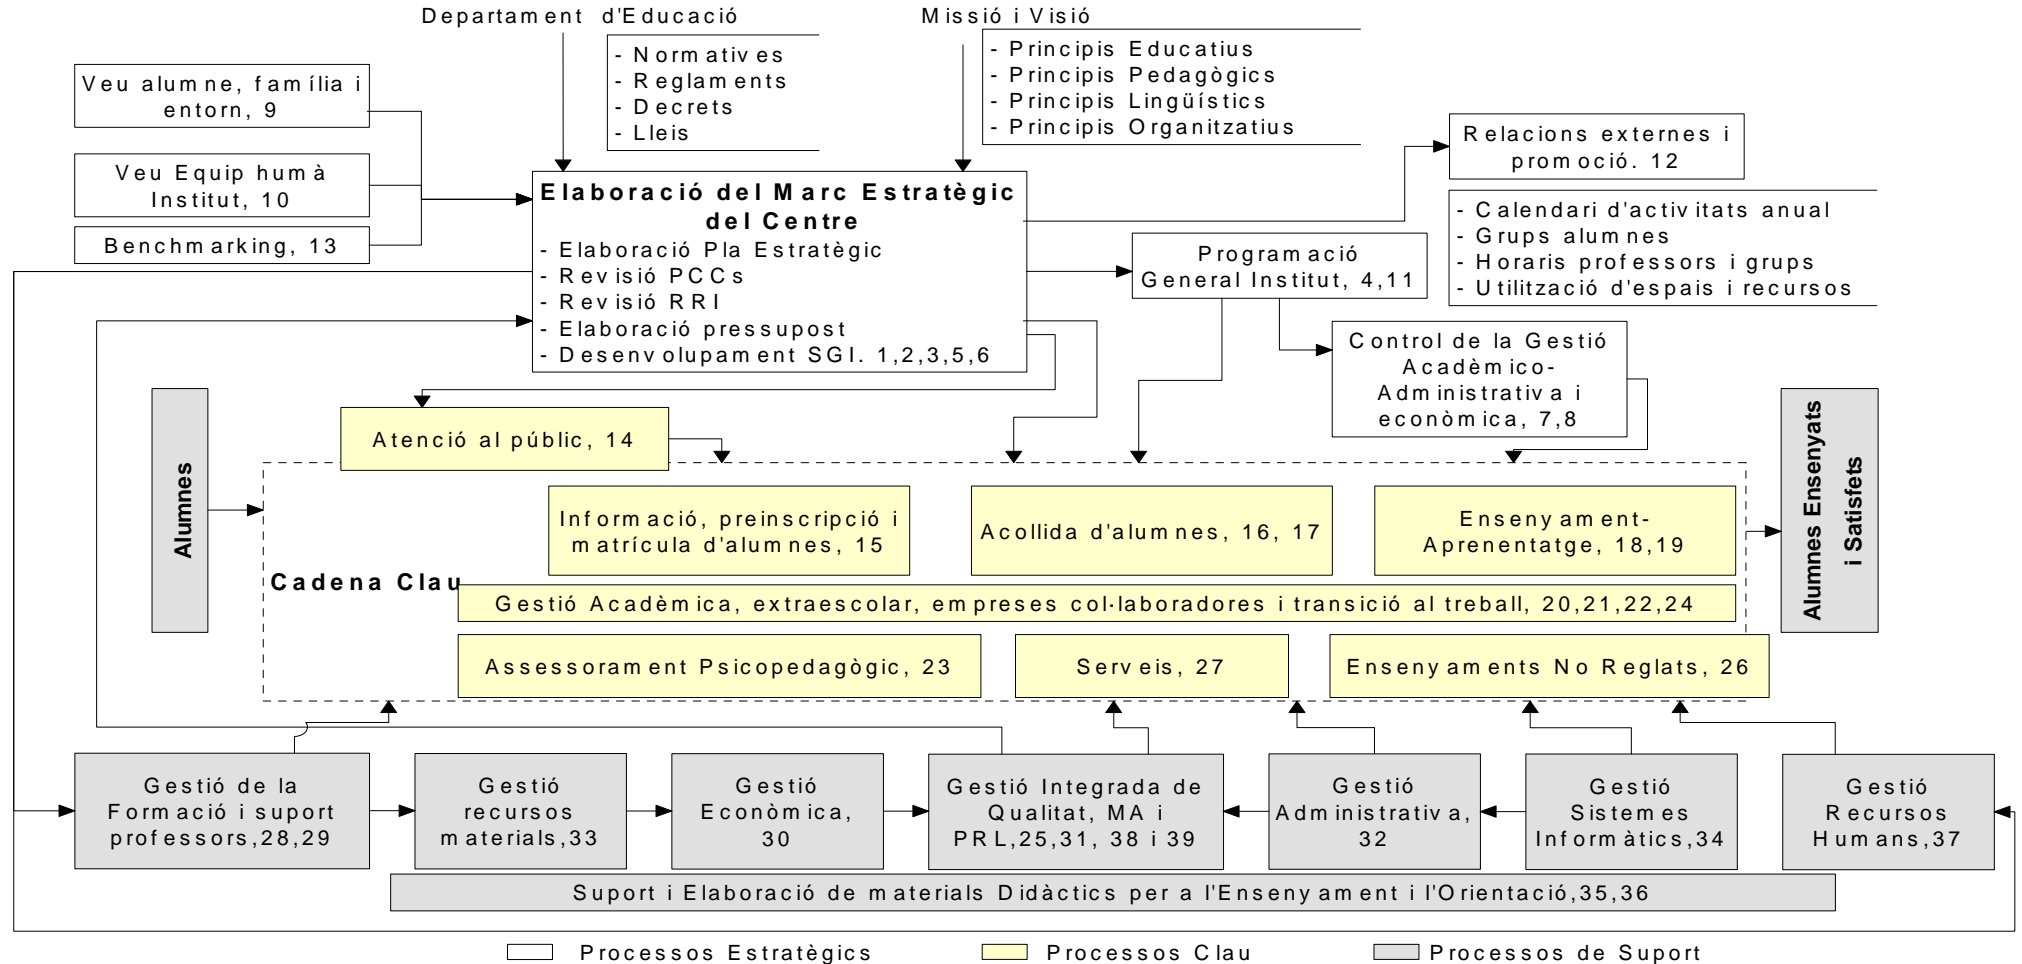 Departament d'Educació
- Normatives
- Reglaments
- Decrets
- Lleis
Missió i Visió
- Principis Educatius
- Principis Pedagògics
- Principis Lingüístics
- Principis Organitzatius
Veu alumne, família i
entorn, 9
Veu Equip humà
Institut, 10
Benchmarking, 13
Elaboració del Marc Estratègic
del Centre
- Elaboració Pla Estratègic
- Revisió PCCs
- Revisió RRI
- Elaboració pressupost
- Desenvolupament SGI. 1,2,3,5,6
Relacions externes i
promoció. 12
- Calendari d'activitats anual
- Grups alumnes
- Horaris professors i grups
- Utilització d'espais i recursos
Programació
General Institut, 4,11
Control de la Gestió
Acadèmico-
Administrativa i
econòmica, 7,8
Atenció al públic, 14
Alumnes
Informació, preinscripció i
matrícula d'alumnes, 15
Acollida d'alumnes, 16, 17
Ensenyament-
Aprenentatge, 18,19
Cadena Clau
Gestió Acadèmica, extraescolar, empreses col·laboradores i transició al treball, 20,21,22,24
Assessorament Psicopedagògic, 23
Serveis, 27
Ensenyaments No Reglats, 26
Alumnes Ensenyats
i Satisfets
Gestió de la
Formació i suport
professors,28,29
Gestió
recursos
materials,33
Gestió
Econòmica,
30
Gestió Integrada de
Qualitat, MA i
PRL,25,31, 38 i 39
Gestió
Administrativa,
32
Gestió
Sistemes
Informàtics,34
Gestió
Recursos
Humans,37
Suport i Elaboració de materials Didàctics per a l'Ensenyament i l'Orientació,35,36
Processos Estratègics
Processos Clau
Processos de Suport